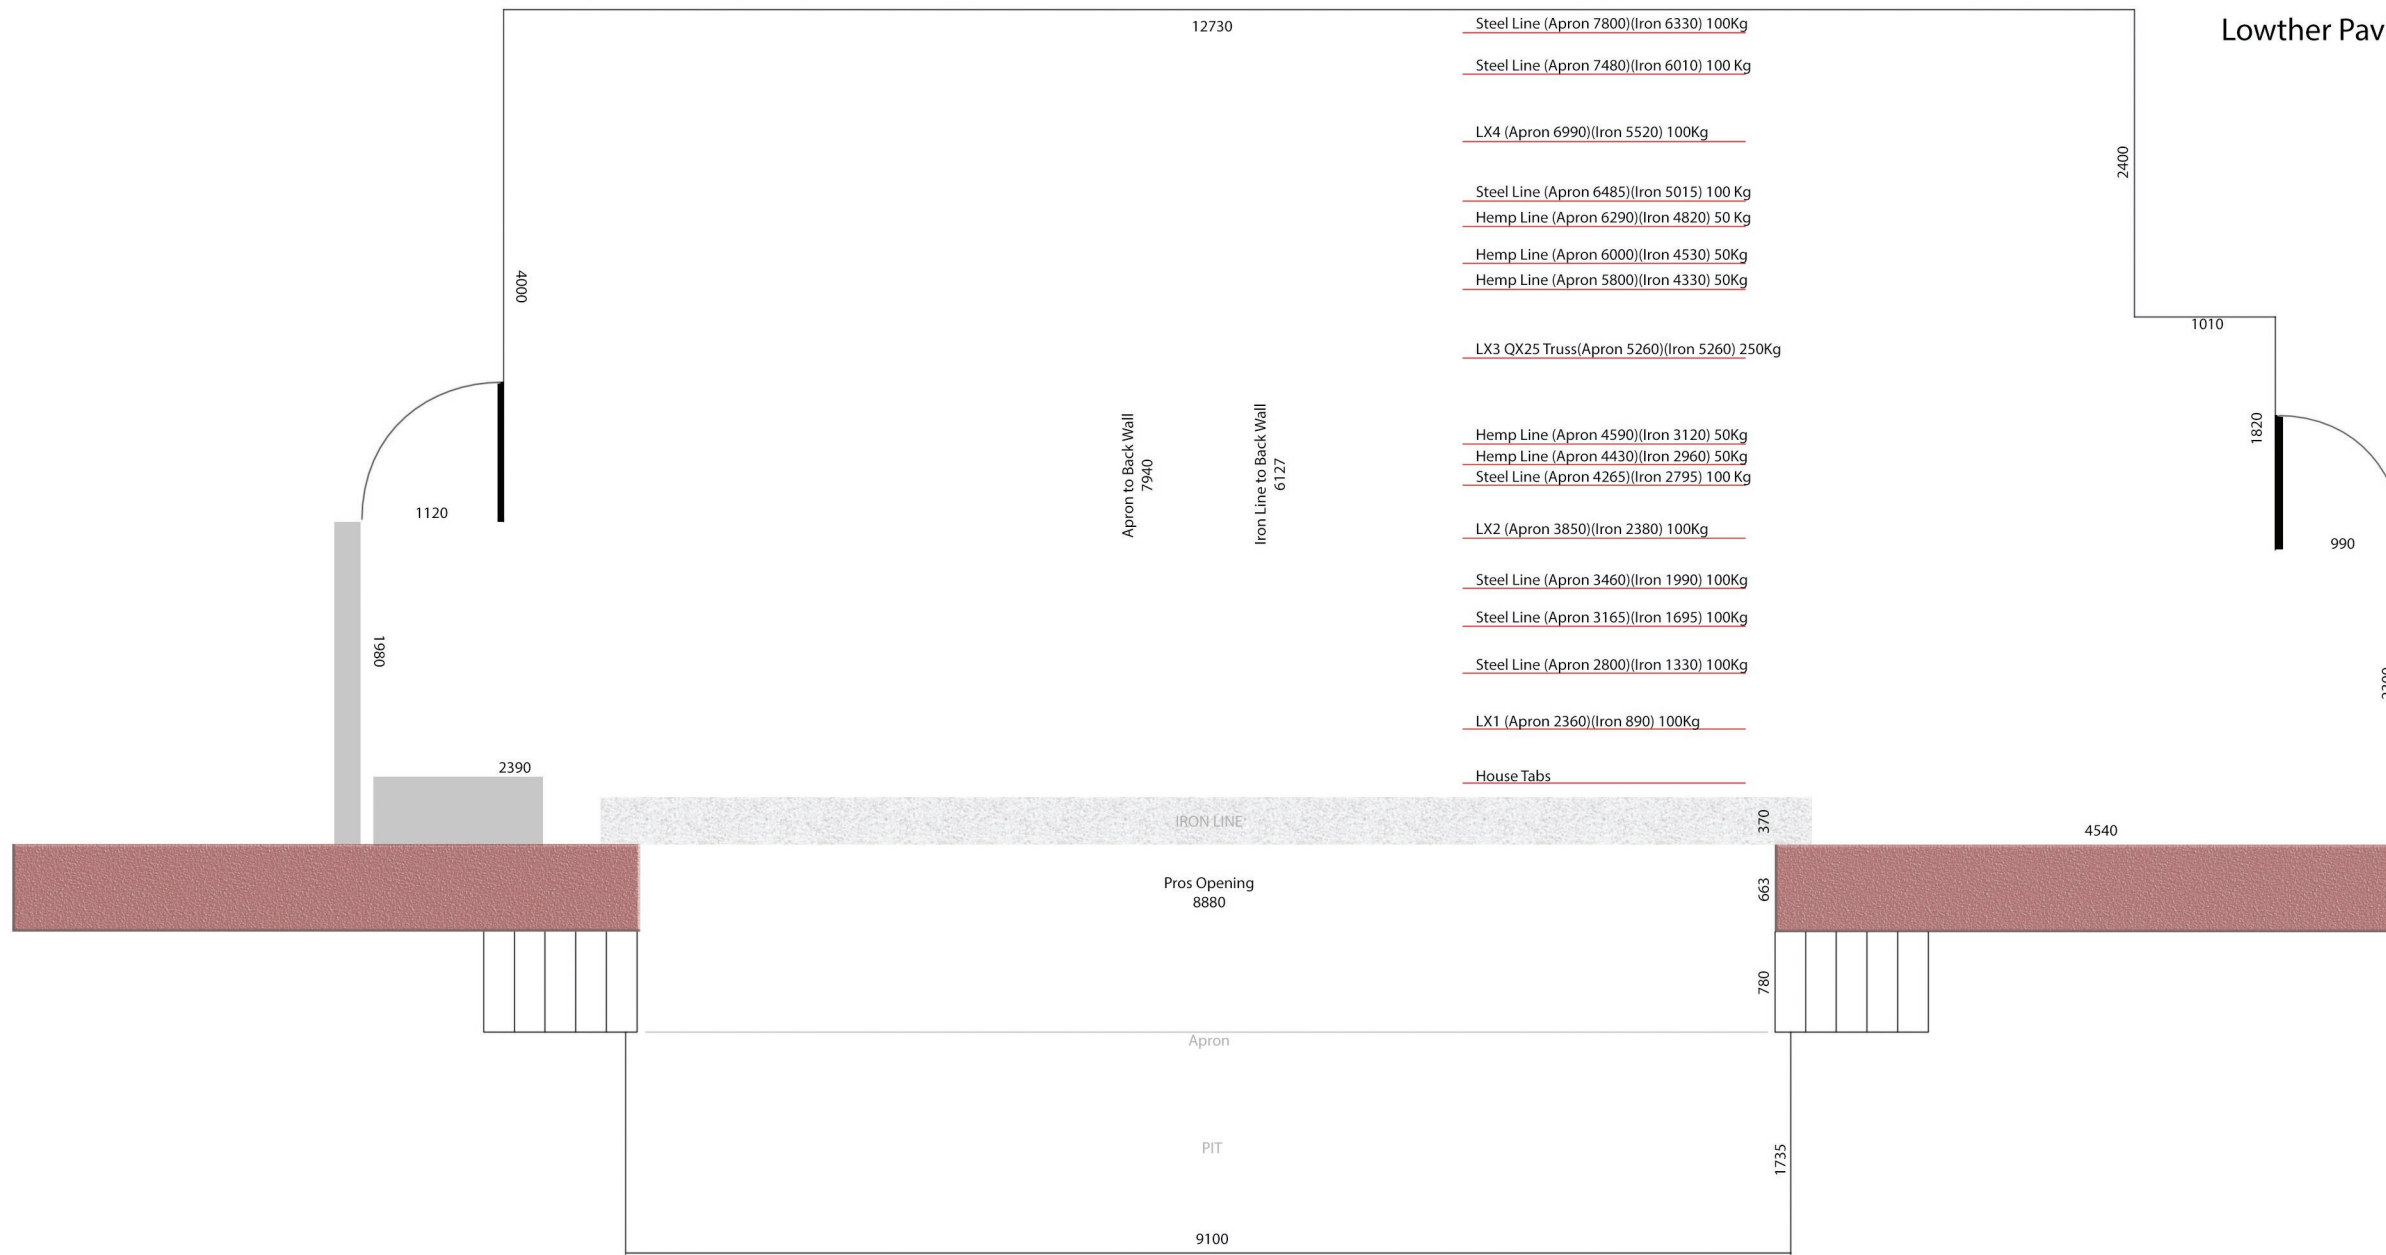 Lowther Pav
12730
Steel Line (Apron 7800)(Iron 6330) 100Kg
Steel Line (Apron 7480)(Iron 6010) 100 Kg
LX4 (Apron 6990)(Iron 5520) 100Kg
2400
Steel Line (Apron 6485)(Iron 5015) 100 Kg
Hemp Line (Apron 6290)(Iron 4820) 50 Kg
Hemp Line (Apron 6000)(Iron 4530) 50Kg
4000
Hemp Line (Apron 5800)(Iron 4330) 50Kg
1010
LX3 QX25 Truss(Apron 5260)(Iron 5260) 250Kg
1820
Hemp Line (Apron 4590)(Iron 3120) 50Kg
Hemp Line (Apron 4430)(Iron 2960) 50Kg
Steel Line (Apron 4265)(Iron 2795) 100 Kg
Apron to Back Wall
7940
Iron Line to Back Wall
6127
1120
LX2 (Apron 3850)(Iron 2380) 100Kg
990
Steel Line (Apron 3460)(Iron 1990) 100Kg
Steel Line (Apron 3165)(Iron 1695) 100Kg
1980
Steel Line (Apron 2800)(Iron 1330) 100Kg
LX1 (Apron 2360)(Iron 890) 100Kg
2390
House Tabs
IRON LINE
370
4540
Pros Opening
8880
663
780
Apron
PIT
1735
9100